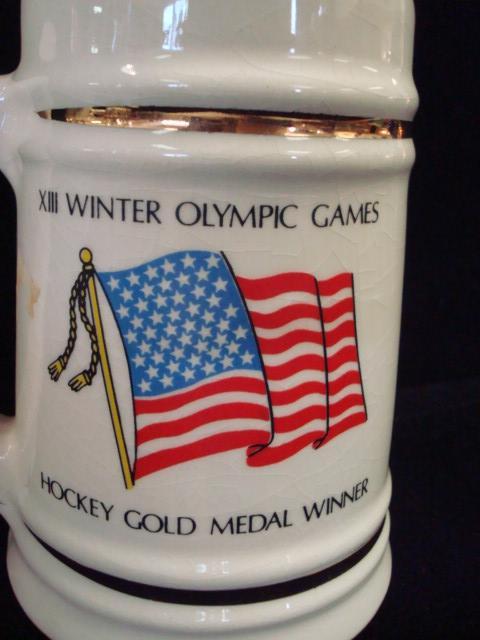 XIII WINTER OLYMPIC GAMES
HOCKEY GOLD MEDAL WINNER